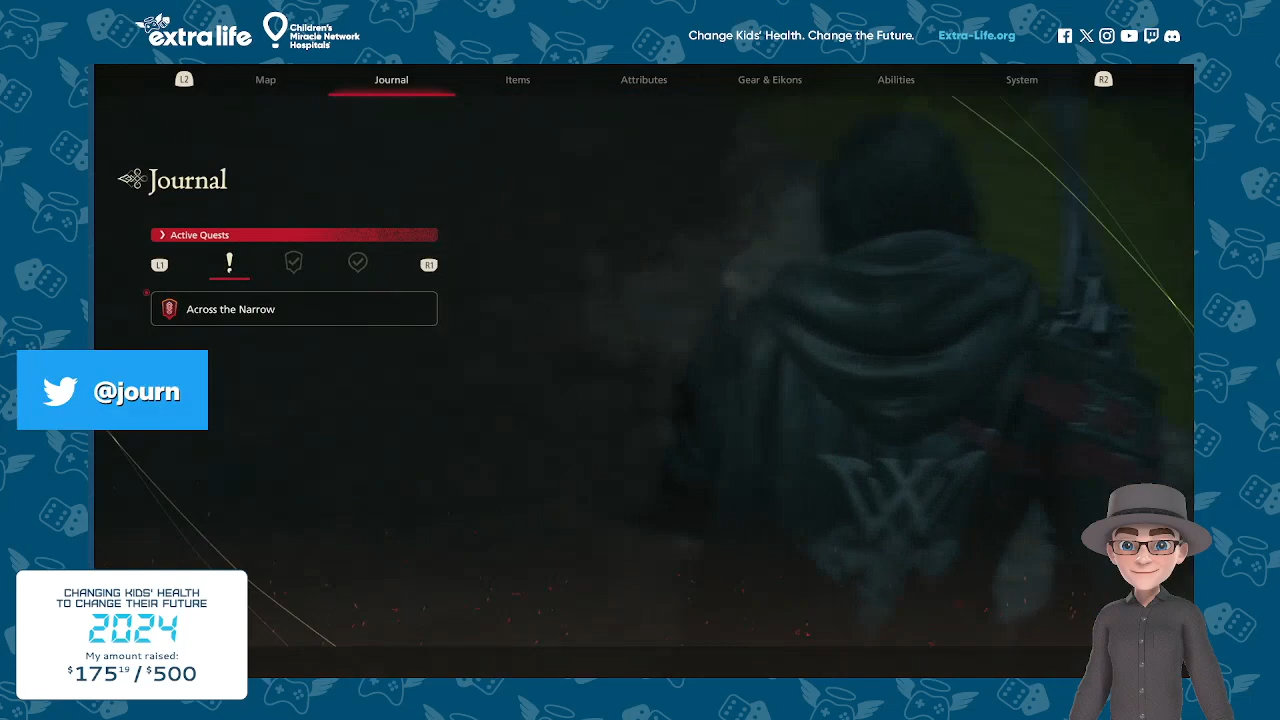 extra life
Children's
Miracle Network
Hospitals
Change Kids' Health. Change the Future.
Extra-Life.org
L2
Map
Journal
Items
Attributes
Gear & Eikons
Abilities
System
R2
Journal
Active Quests
L1
R1
Across the Narrow
@journ
CHANGING KIDS' HEALTH
TO CHANGE THEIR FUTURE
2024
My amount raised:
$175.19 / $500